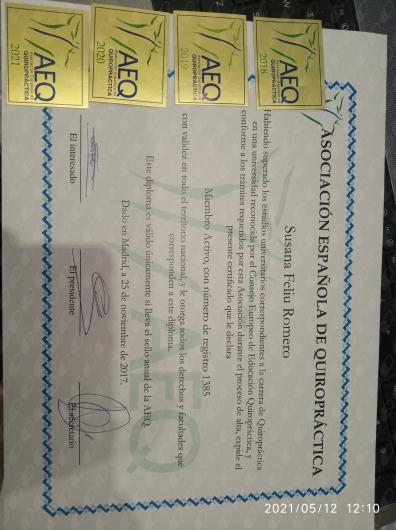 ASOCIACIÓN ESPAÑOLA DE QUIROPRÁCTICA
Susana Feliu Romero
Habiendo superado los estudios universitarios correspondientes a la carrera de Quiropráctica
en una universidad reconocida por el Consejo Europeo de Educación Quiropráctica, y
conforme a los trámites requeridos por esta Asociación durante el proceso de alta, expide el
presente certificado que le declara
Miembro Activo, con número de registro 1385
con validez en todo el territorio nacional, y le otorga todos los derechos y facultades que
corresponden a este diploma.
Este diploma es válido únicamente si lleva el sello anual de la AEQ.
Dado en Madrid, a 25 de noviembre de 2017.
El interesado
El presidente
El secretario
AEQ
AEQ
QUIROPRÁCTICA
2018
AEQ
QUIROPRÁCTICA
2019
AEQ
QUIROPRÁCTICA
2020
AEQ
QUIROPRÁCTICA
2021
2021/05/12 12:10